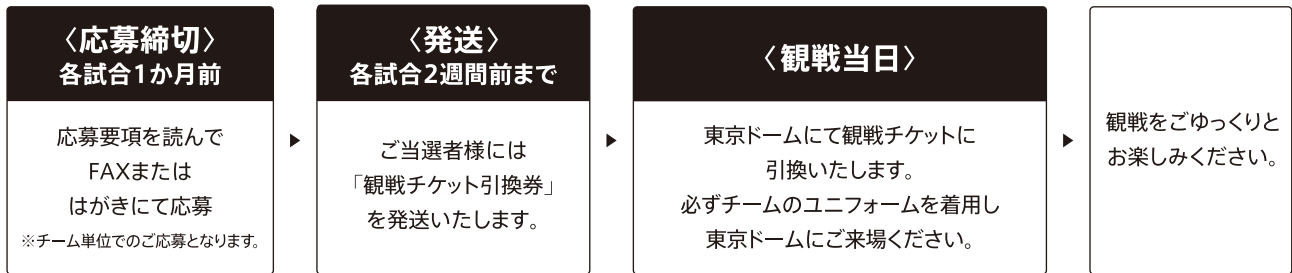 〈応募締切〉
各試合1か月前
応募要項を読んで
FAXまたは
はがきにて応募
※チーム単位でのご応募となります。
〈発送〉
各試合2週間前まで
ご当選者様には
「観戦チケット引換券」
を発送いたします。
〈観戦当日〉
東京ドームにて観戦チケットに
引換いたします。
必ずチームのユニフォームを着用し
東京ドームにご来場ください。
観戦をごゆっくりと
お楽しみください。